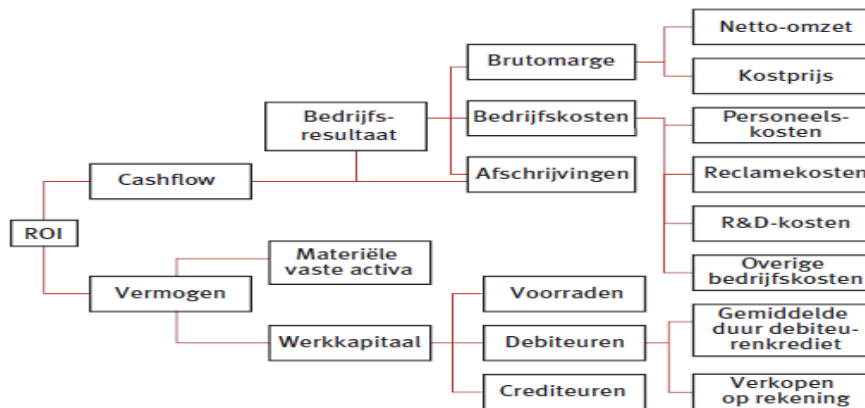 Netto-omzet
Brutomarge
Kostprijs
Bedrijfs-
resultaat
Bedrijfskosten
Personeels-
kosten
Cashflow
Afschrijvingen
Reclamekosten
ROI
R&D-kosten
Materiële
vaste activa
Overige
bedrijfskosten
Vermogen
Voorraden
Gemiddelde
duur debiteu-
renkrediet
Werkkapitaal
Debiteuren
Crediteuren
Verkopen
op rekening